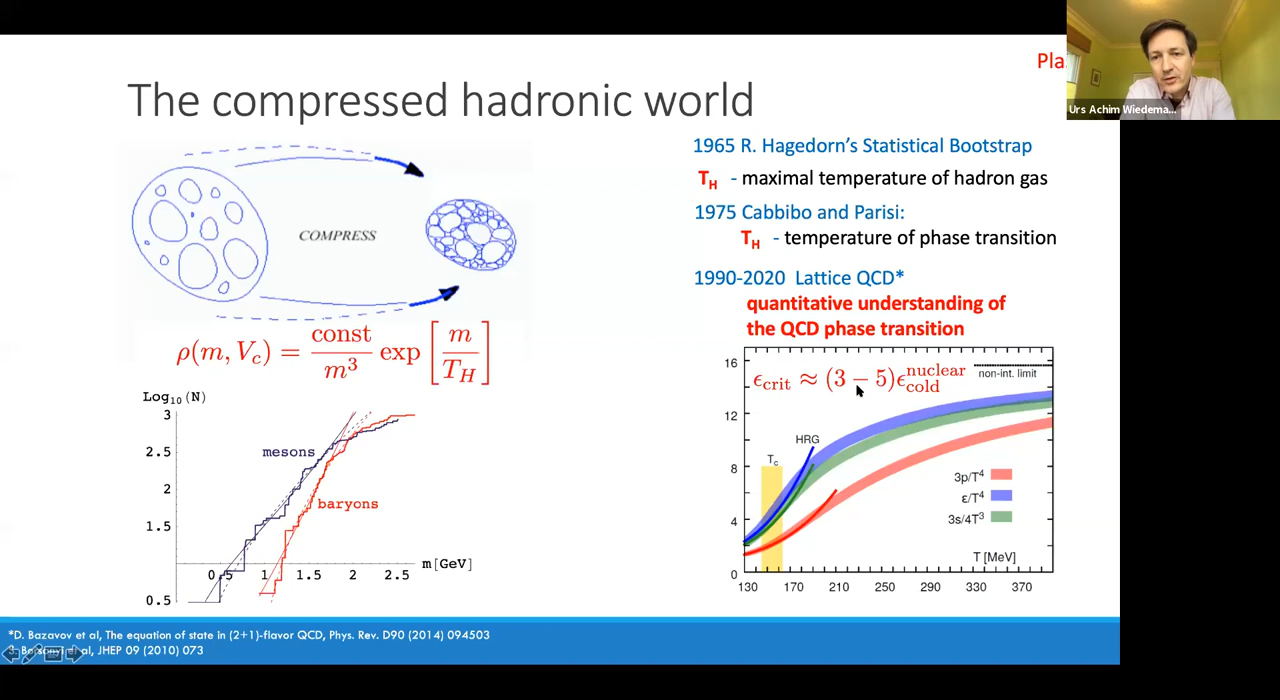 Pla
Urs Achim Wiedema...
The compressed hadronic world
COMPRESS
ρ(m, V_c) = const/m³ exp [m/T_H]
Log₁₀(N)
3
2.5
2
1.5
0.5
mesons
baryons
0.5 1 1.5 2 2.5
m[GeV]
1965 R. Hagedorn's Statistical Bootstrap
T_H - maximal temperature of hadron gas
1975 Cabbibo and Parisi:
T_H - temperature of phase transition
1990-2020 Lattice QCD*
quantitative understanding of
the QCD phase transition
ϵ_crit ≈ (3 − 5)ϵ_cold^nuclear
non-int. limit
HRG
T_c
3p/T⁴
ε/T⁴
3s/4T³
T [MeV]
16
12
8
4
0
130 170 210 250 290 330 370
*D. Bazavov et al, The equation of state in (2+1)-flavor QCD, Phys. Rev. D90 (2014) 094503
al, JHEP 09 (2010) 073